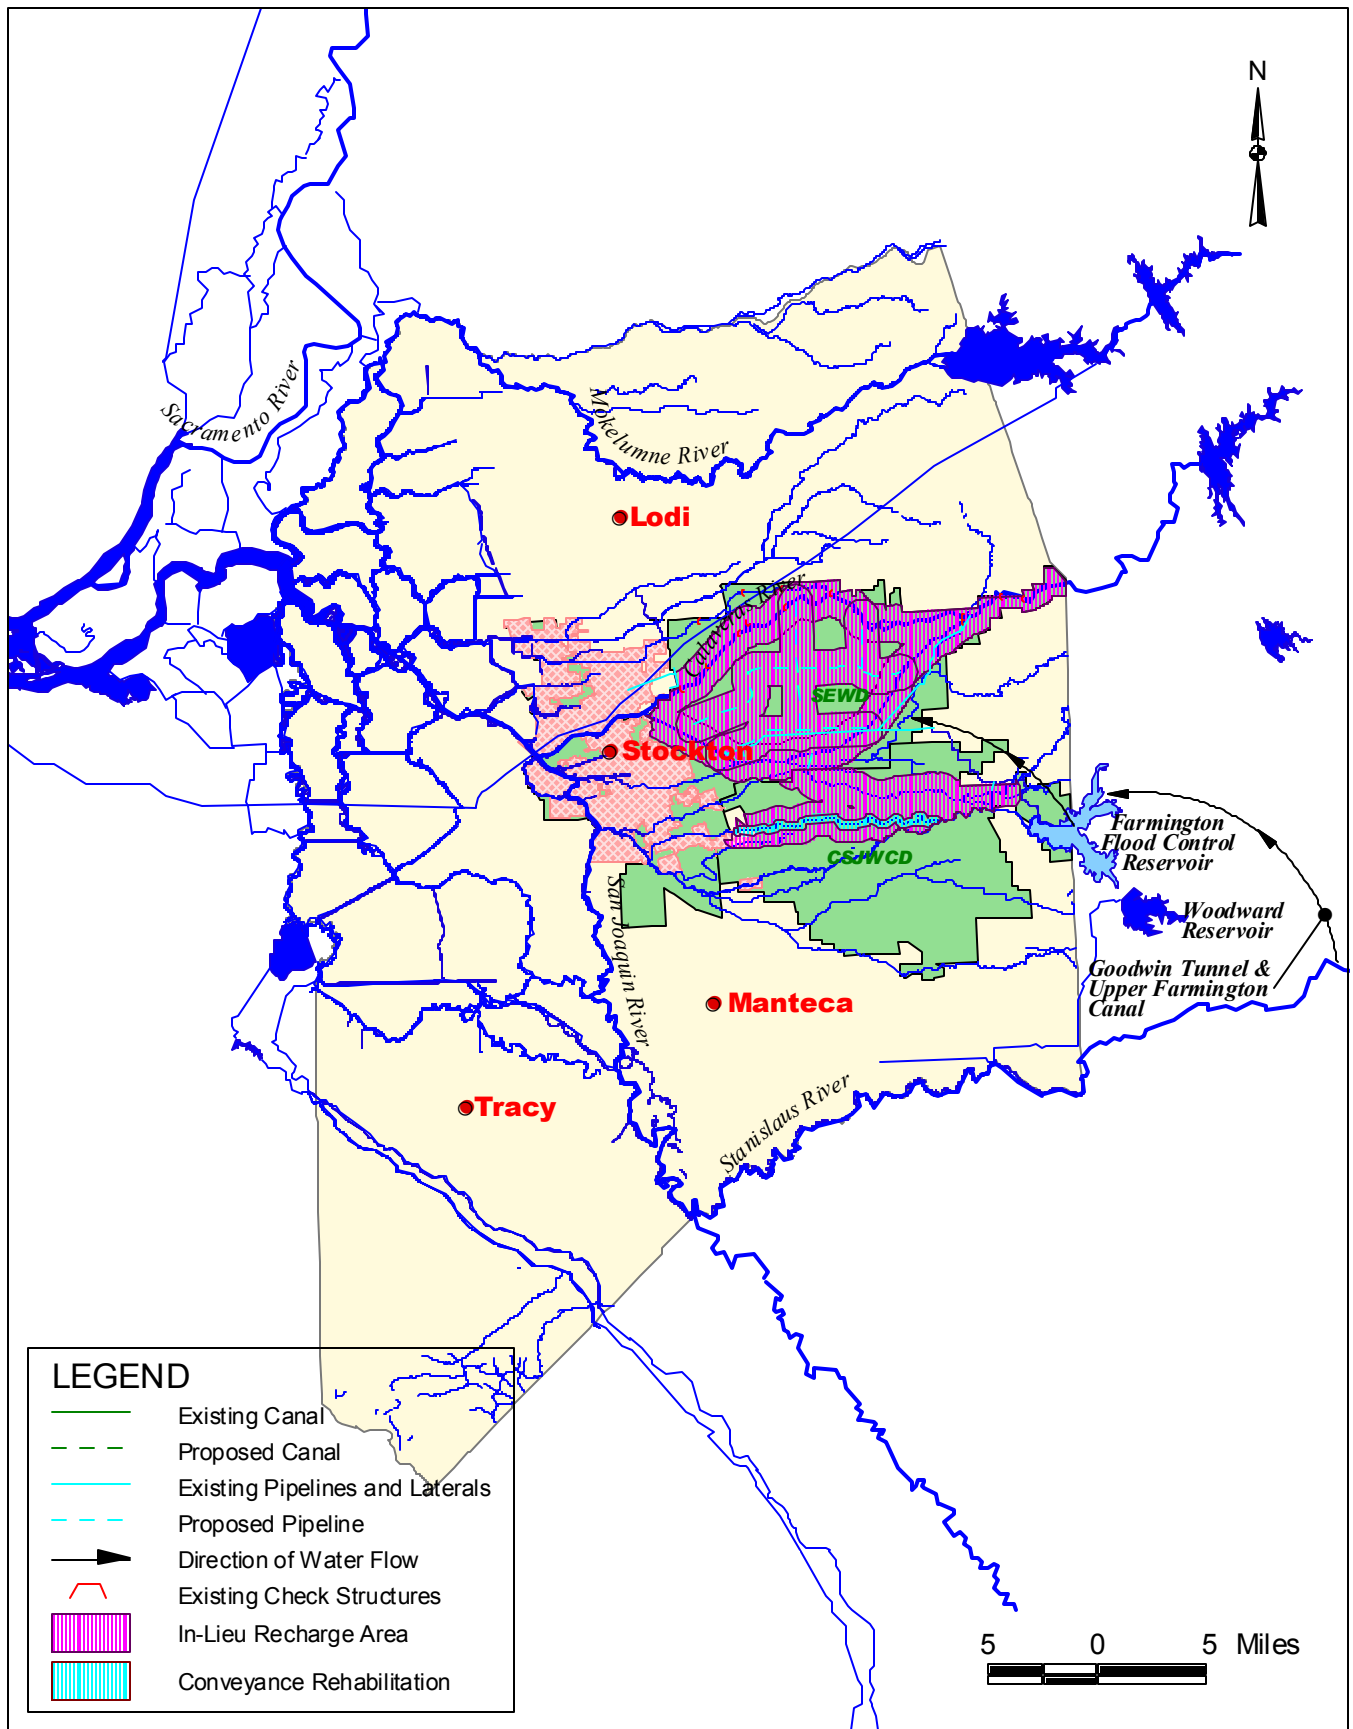 N
Sacramento River
Mokelumne River
Lodi
Calaveras River
SEWD
Stockton
Farmington
Flood Control
Reservoir
CSJWCD
San Joaquin River
Woodward
Reservoir
Goodwin Tunnel &
Upper Farmington
Canal
Manteca
Stanislaus River
Tracy
LEGEND
Existing Canal
Proposed Canal
Existing Pipelines and Laterals
Proposed Pipeline
Direction of Water Flow
Existing Check Structures
In-Lieu Recharge Area
Conveyance Rehabilitation
5 0 5 Miles